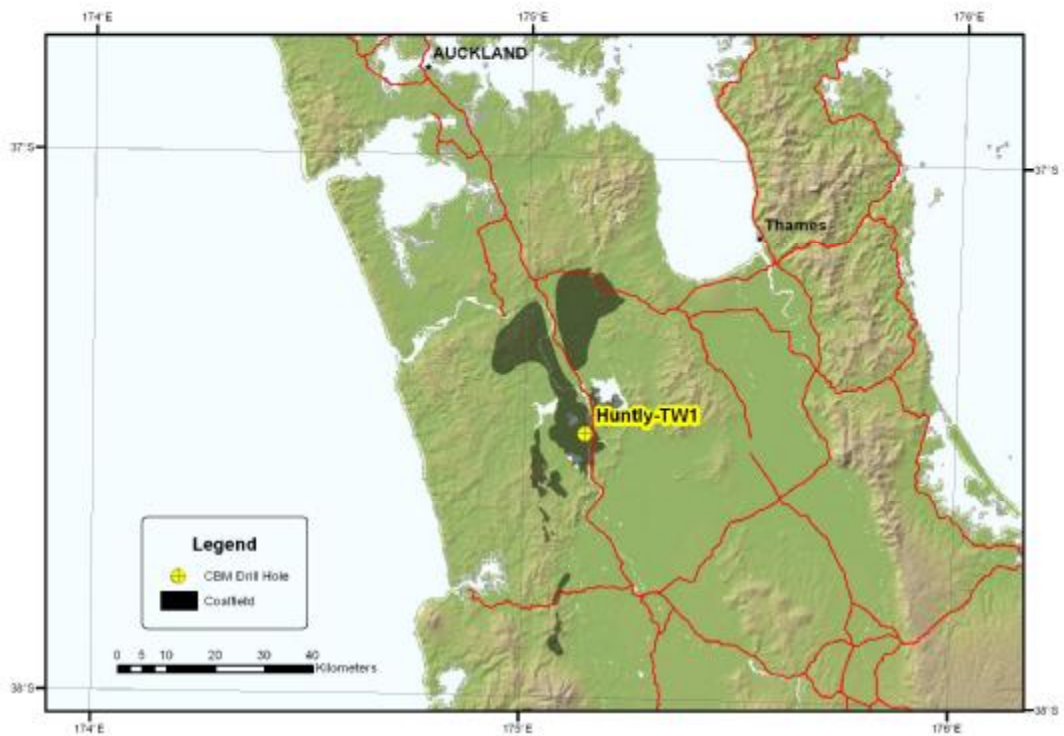 174°E 175°E 176°E
AUCKLAND
37°S 37°S
Thames
Huntly-TW1
Legend
CBM Drill Hole
Coalfield
0 5 10 20 30 40
Kilometers
38°S 38°S
174°E 175°E 176°E